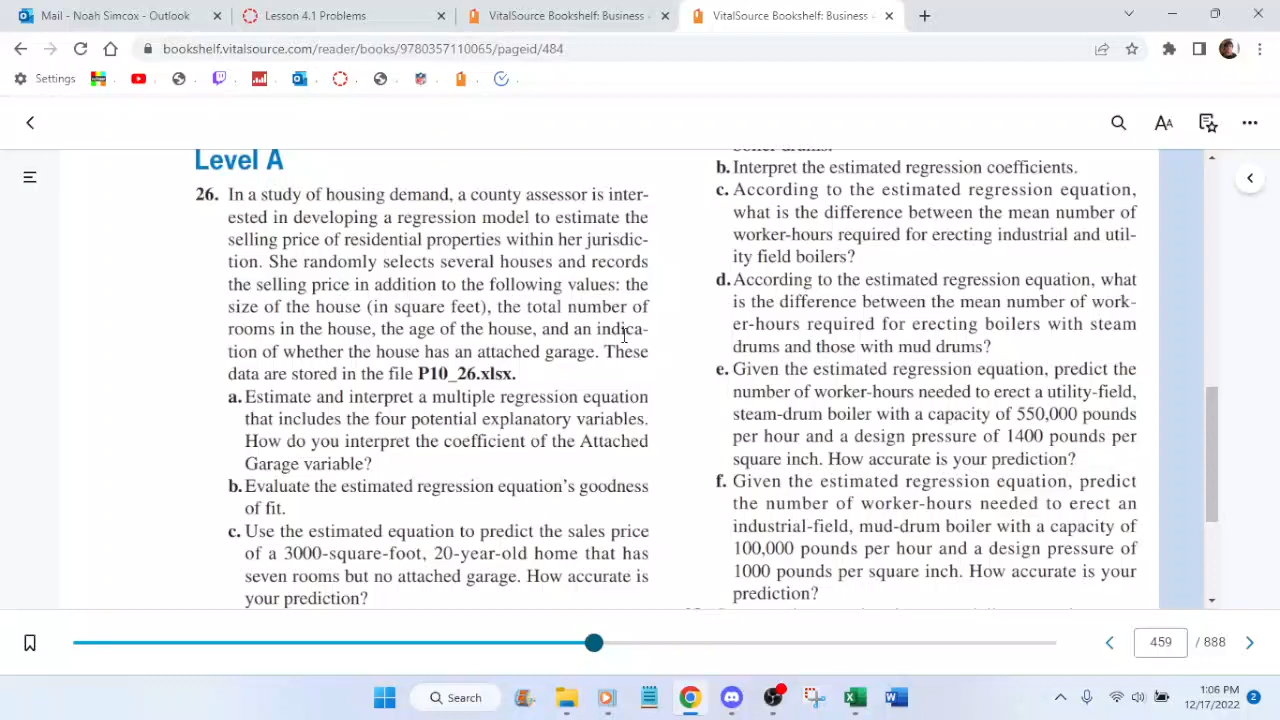 Mail - Noah Simcox - Outlook
Lesson 4.1 Problems
VitalSource Bookshelf: Business -
VitalSource Bookshelf: Business -
bookshelf.vitalsource.com/reader/books/9780357110065/pageid/484
Settings
Level A
26. In a study of housing demand, a county assessor is inter-
ested in developing a regression model to estimate the
selling price of residential properties within her jurisdic-
tion. She randomly selects several houses and records
the selling price in addition to the following values: the
size of the house (in square feet), the total number of
rooms in the house, the age of the house, and an indica-
tion of whether the house has an attached garage. These
data are stored in the file P10_26.xlsx.
a. Estimate and interpret a multiple regression equation
that includes the four potential explanatory variables.
How do you interpret the coefficient of the Attached
Garage variable?
b. Evaluate the estimated regression equation's goodness
of fit.
c. Use the estimated equation to predict the sales price
of a 3000-square-foot, 20-year-old home that has
seven rooms but no attached garage. How accurate is
your prediction?
b. Interpret the estimated regression coefficients.
c. According to the estimated regression equation,
what is the difference between the mean number of
worker-hours required for erecting industrial and util-
ity field boilers?
d. According to the estimated regression equation, what
is the difference between the mean number of work-
er-hours required for erecting boilers with steam
drums and those with mud drums?
e. Given the estimated regression equation, predict the
number of worker-hours needed to erect a utility-field,
steam-drum boiler with a capacity of 550,000 pounds
per hour and a design pressure of 1400 pounds per
square inch. How accurate is your prediction?
f. Given the estimated regression equation, predict
the number of worker-hours needed to erect an
industrial-field, mud-drum boiler with a capacity of
100,000 pounds per hour and a design pressure of
1000 pounds per square inch. How accurate is your
prediction?
459 / 888
Search
1:06 PM
12/17/2022
2